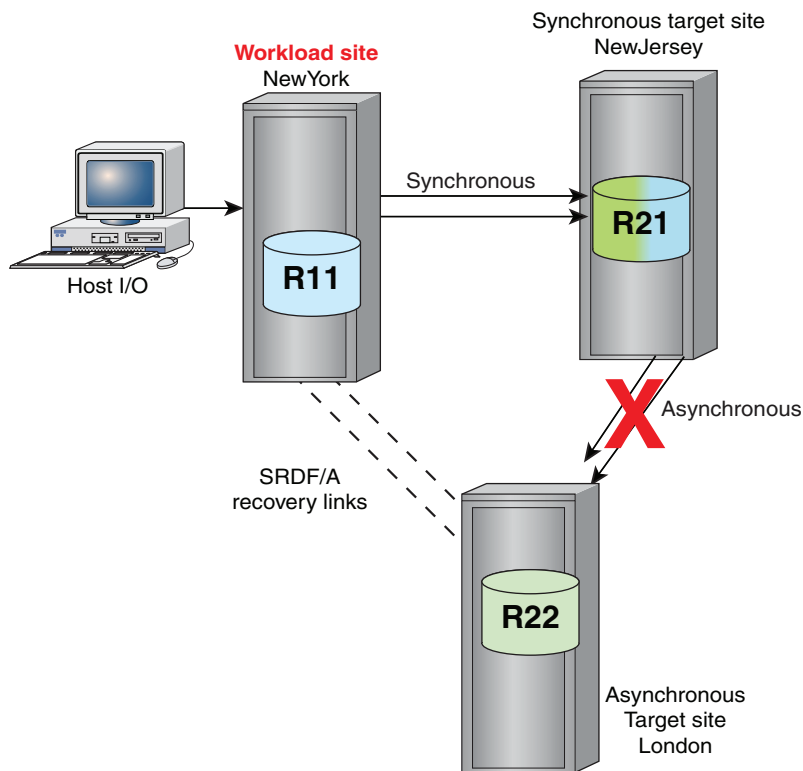 Synchronous target site
NewJersey
Workload site
NewYork
Synchronous
R21
R11
Host I/O
X
Asynchronous
SRDF/A
recovery links
R22
Asynchronous
Target site
London